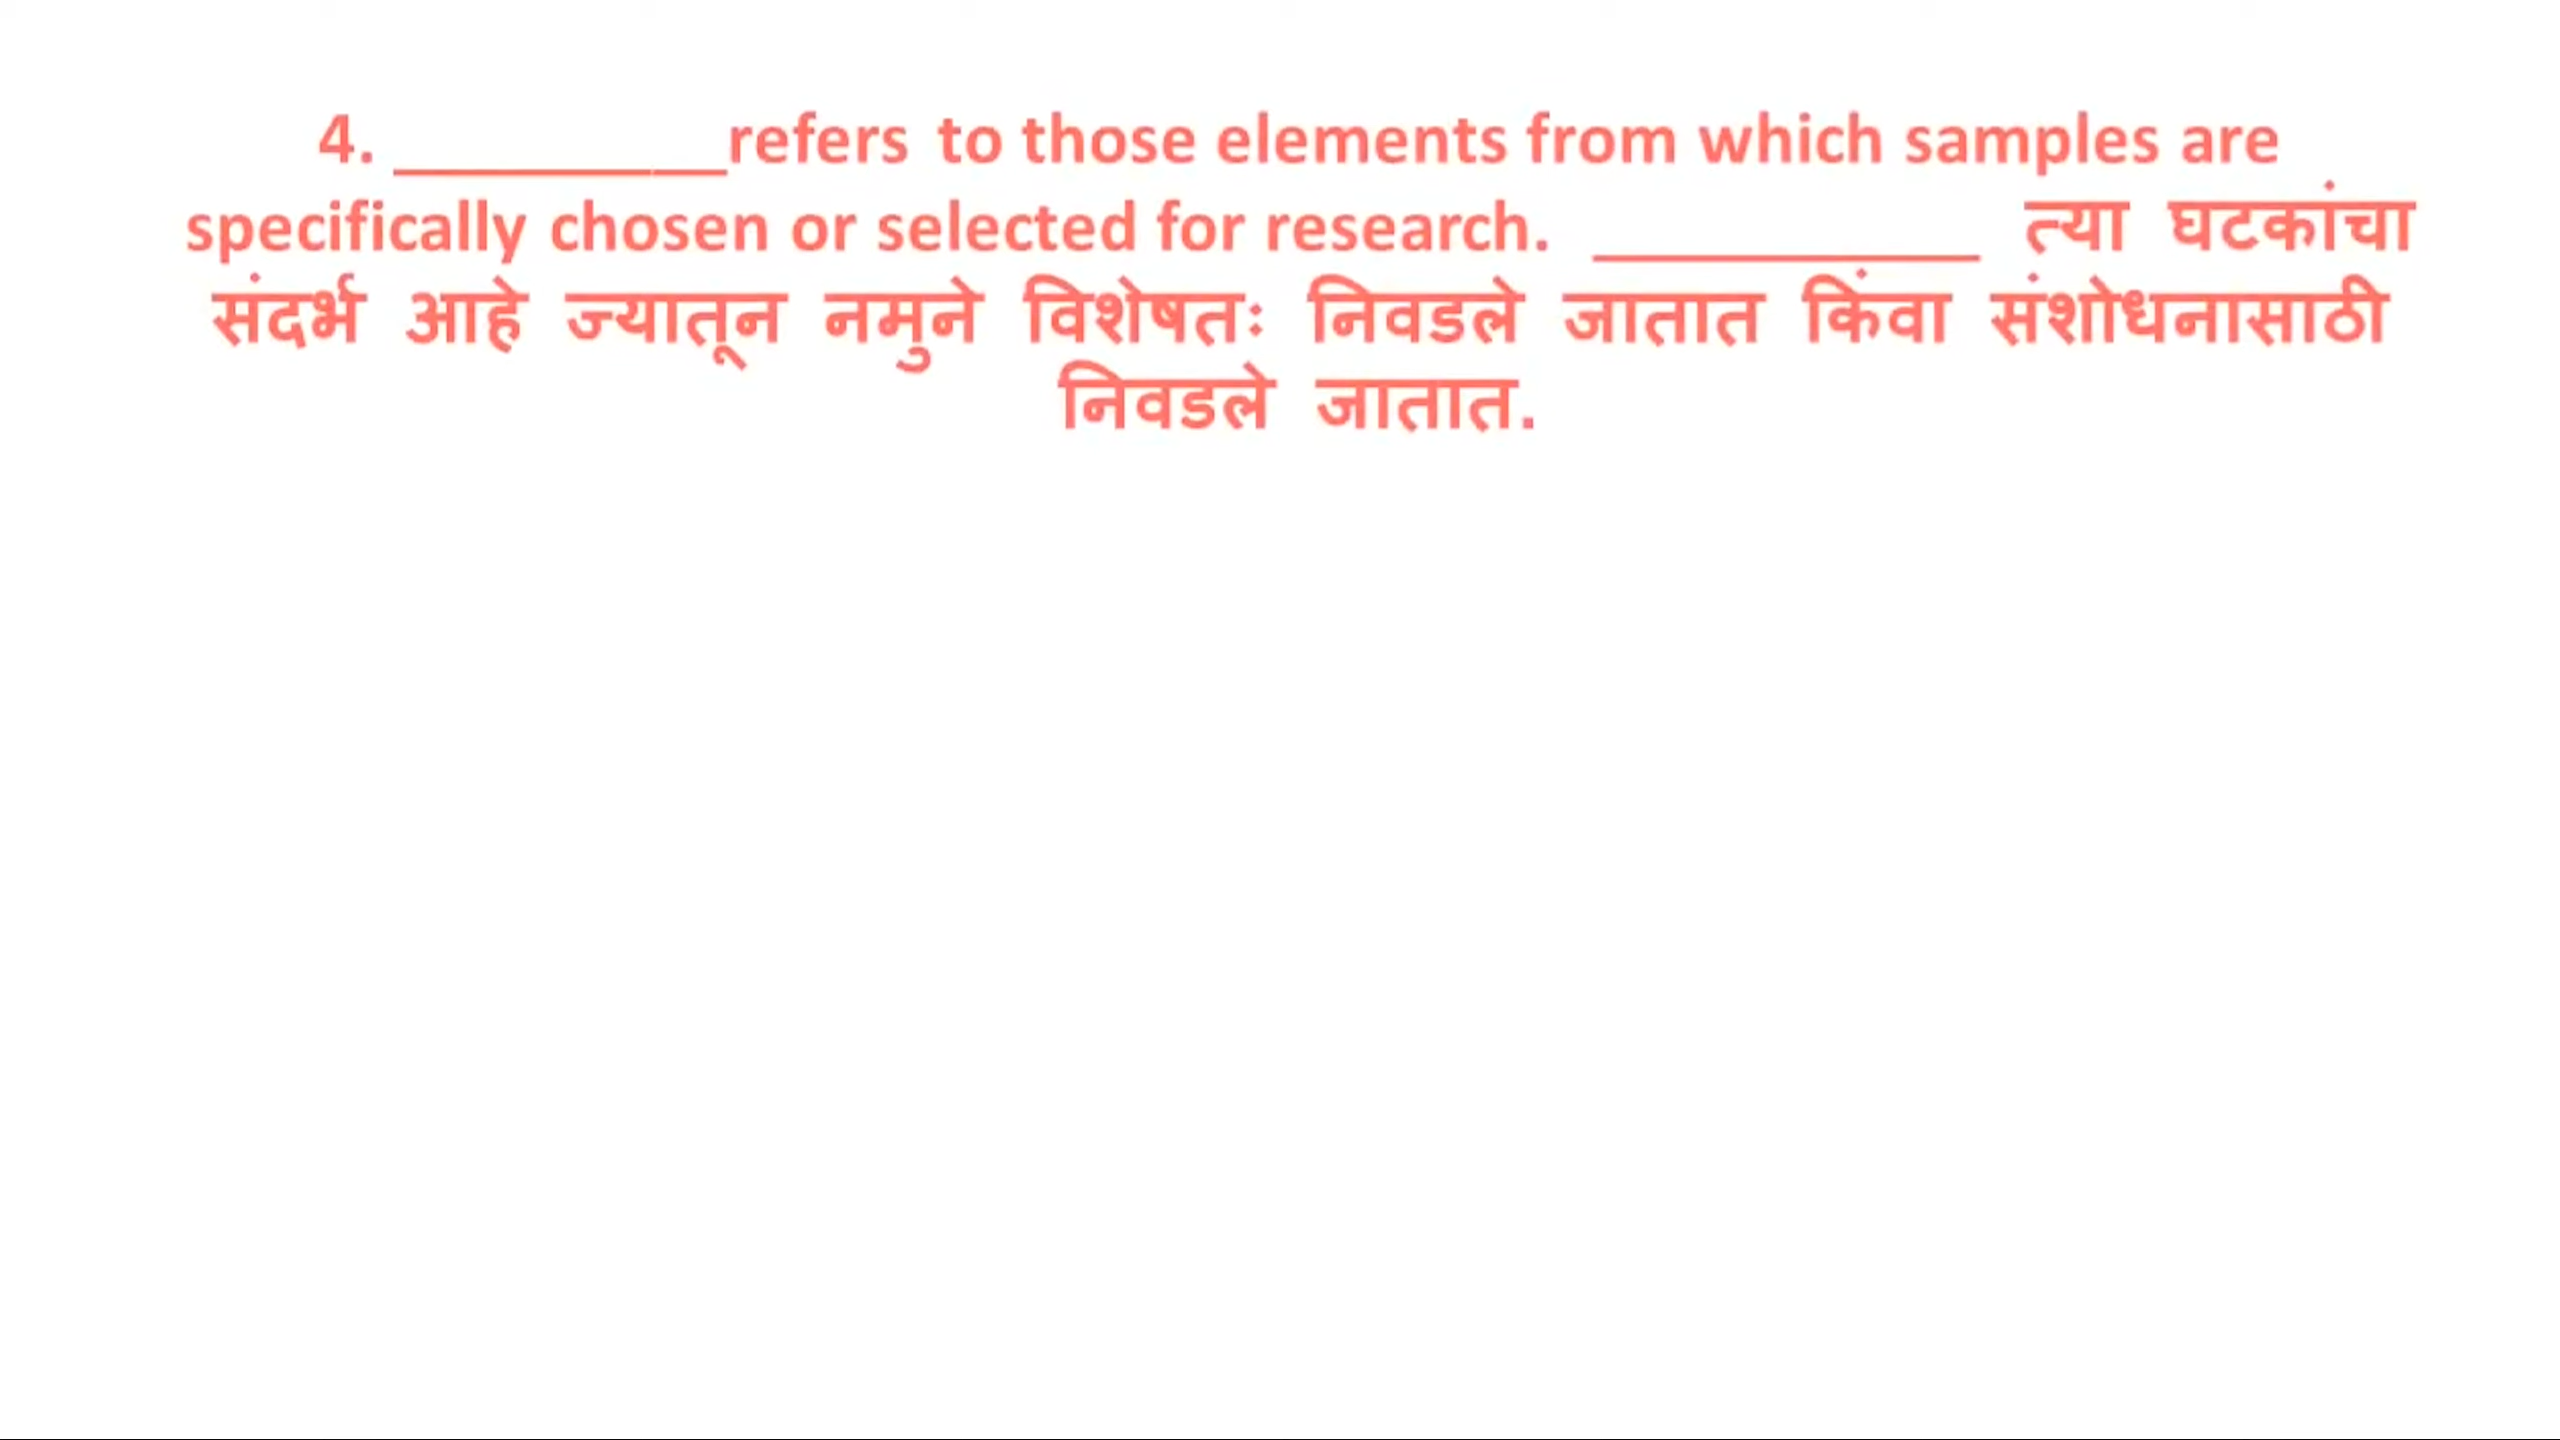 4. __________refers to those elements from which samples are
specifically chosen or selected for research. ___________ त्या घटकांचा
संदर्भ आहे ज्यातून नमुने विशेषतः निवडले जातात किंवा संशोधनासाठी
निवडले जातात.